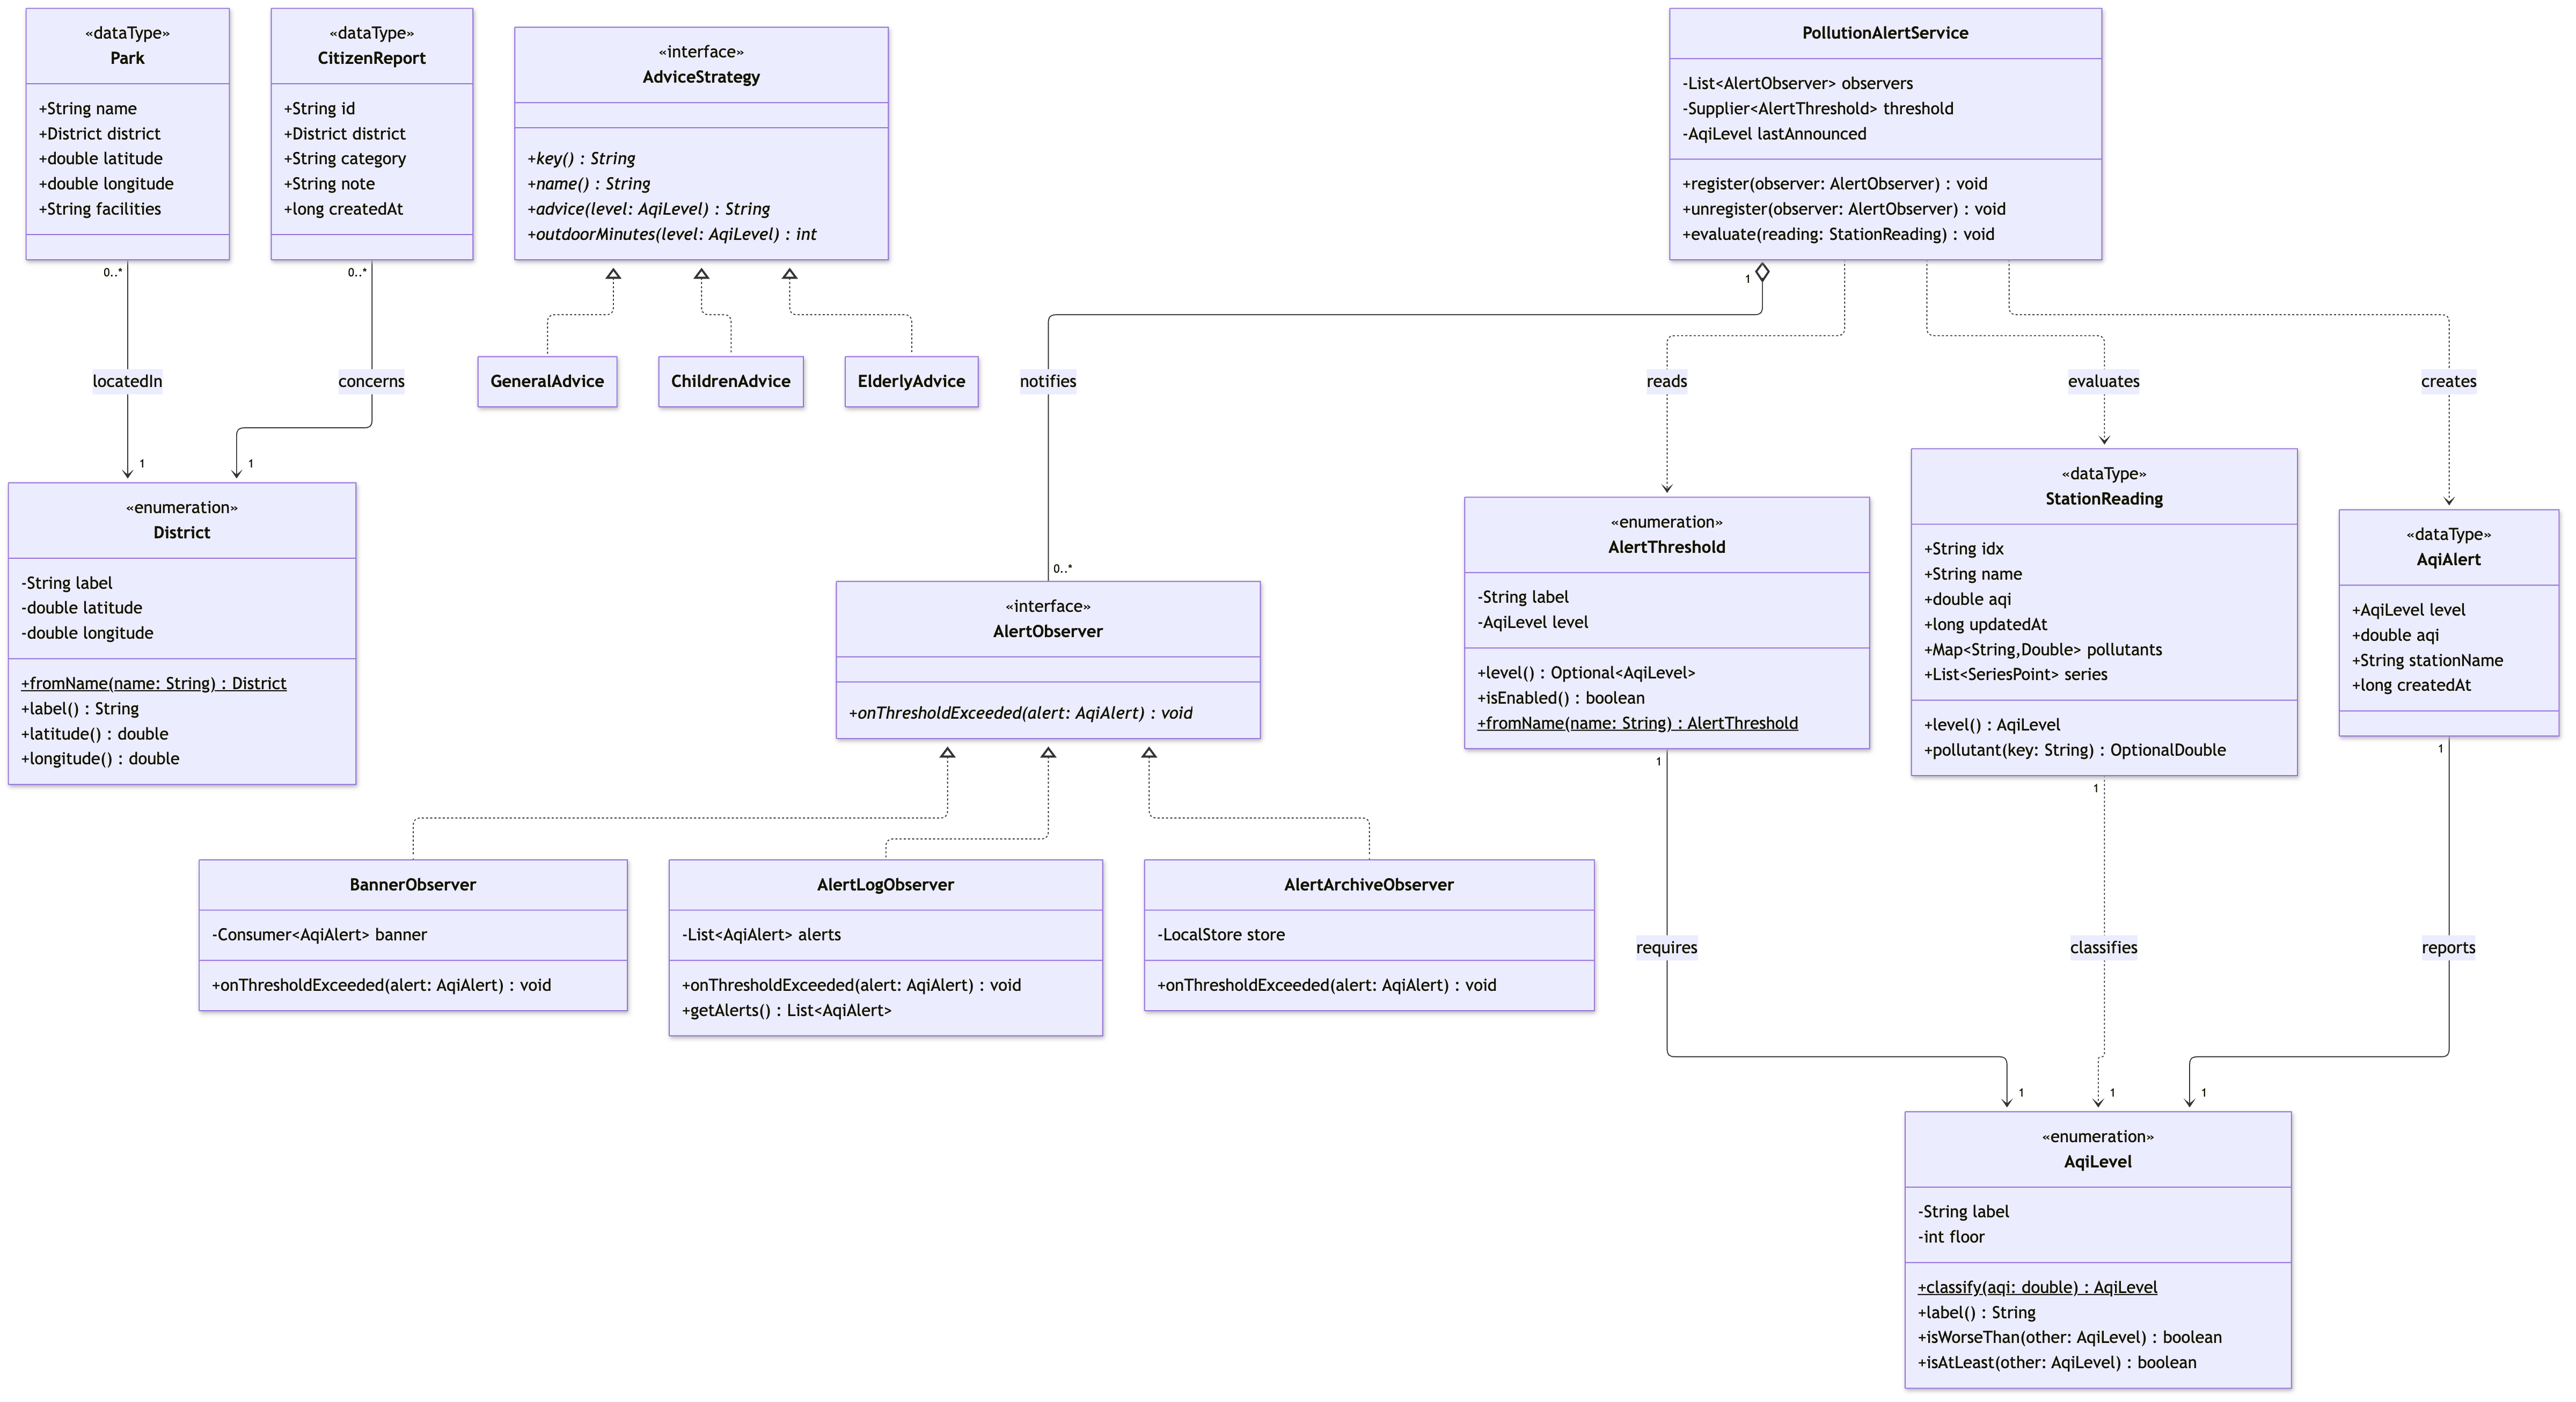 «dataType»
Park
+String name
+District district
+double latitude
+double longitude
+String facilities
«dataType»
CitizenReport
+String id
+District district
+String category
+String note
+long createdAt
«interface»
AdviceStrategy
+key() : String
+name() : String
+advice(level: AqiLevel) : String
+outdoorMinutes(level: AqiLevel) : int
PollutionAlertService
-List<AlertObserver> observers
-Supplier<AlertThreshold> threshold
-AqiLevel lastAnnounced
+register(observer: AlertObserver) : void
+unregister(observer: AlertObserver) : void
+evaluate(reading: StationReading) : void
0..*
0..*
1
locatedIn
concerns
GeneralAdvice
ChildrenAdvice
ElderlyAdvice
notifies
reads
evaluates
creates
1
1
«enumeration»
District
-String label
-double latitude
-double longitude
+fromName(name: String) : District
+label() : String
+latitude() : double
+longitude() : double
0..*
«interface»
AlertObserver
+onThresholdExceeded(alert: AqiAlert) : void
«enumeration»
AlertThreshold
-String label
-AqiLevel level
+level() : Optional<AqiLevel>
+isEnabled() : boolean
+fromName(name: String) : AlertThreshold
«dataType»
StationReading
+String idx
+String name
+double aqi
+long updatedAt
+Map<String,Double> pollutants
+List<SeriesPoint> series
+level() : AqiLevel
+pollutant(key: String) : OptionalDouble
«dataType»
AqiAlert
+AqiLevel level
+double aqi
+String stationName
+long createdAt
1
1
1
BannerObserver
-Consumer<AqiAlert> banner
+onThresholdExceeded(alert: AqiAlert) : void
AlertLogObserver
-List<AqiAlert> alerts
+onThresholdExceeded(alert: AqiAlert) : void
+getAlerts() : List<AqiAlert>
AlertArchiveObserver
-LocalStore store
+onThresholdExceeded(alert: AqiAlert) : void
requires
classifies
reports
1
1
1
«enumeration»
AqiLevel
-String label
-int floor
+classify(aqi: double) : AqiLevel
+label() : String
+isWorseThan(other: AqiLevel) : boolean
+isAtLeast(other: AqiLevel) : boolean